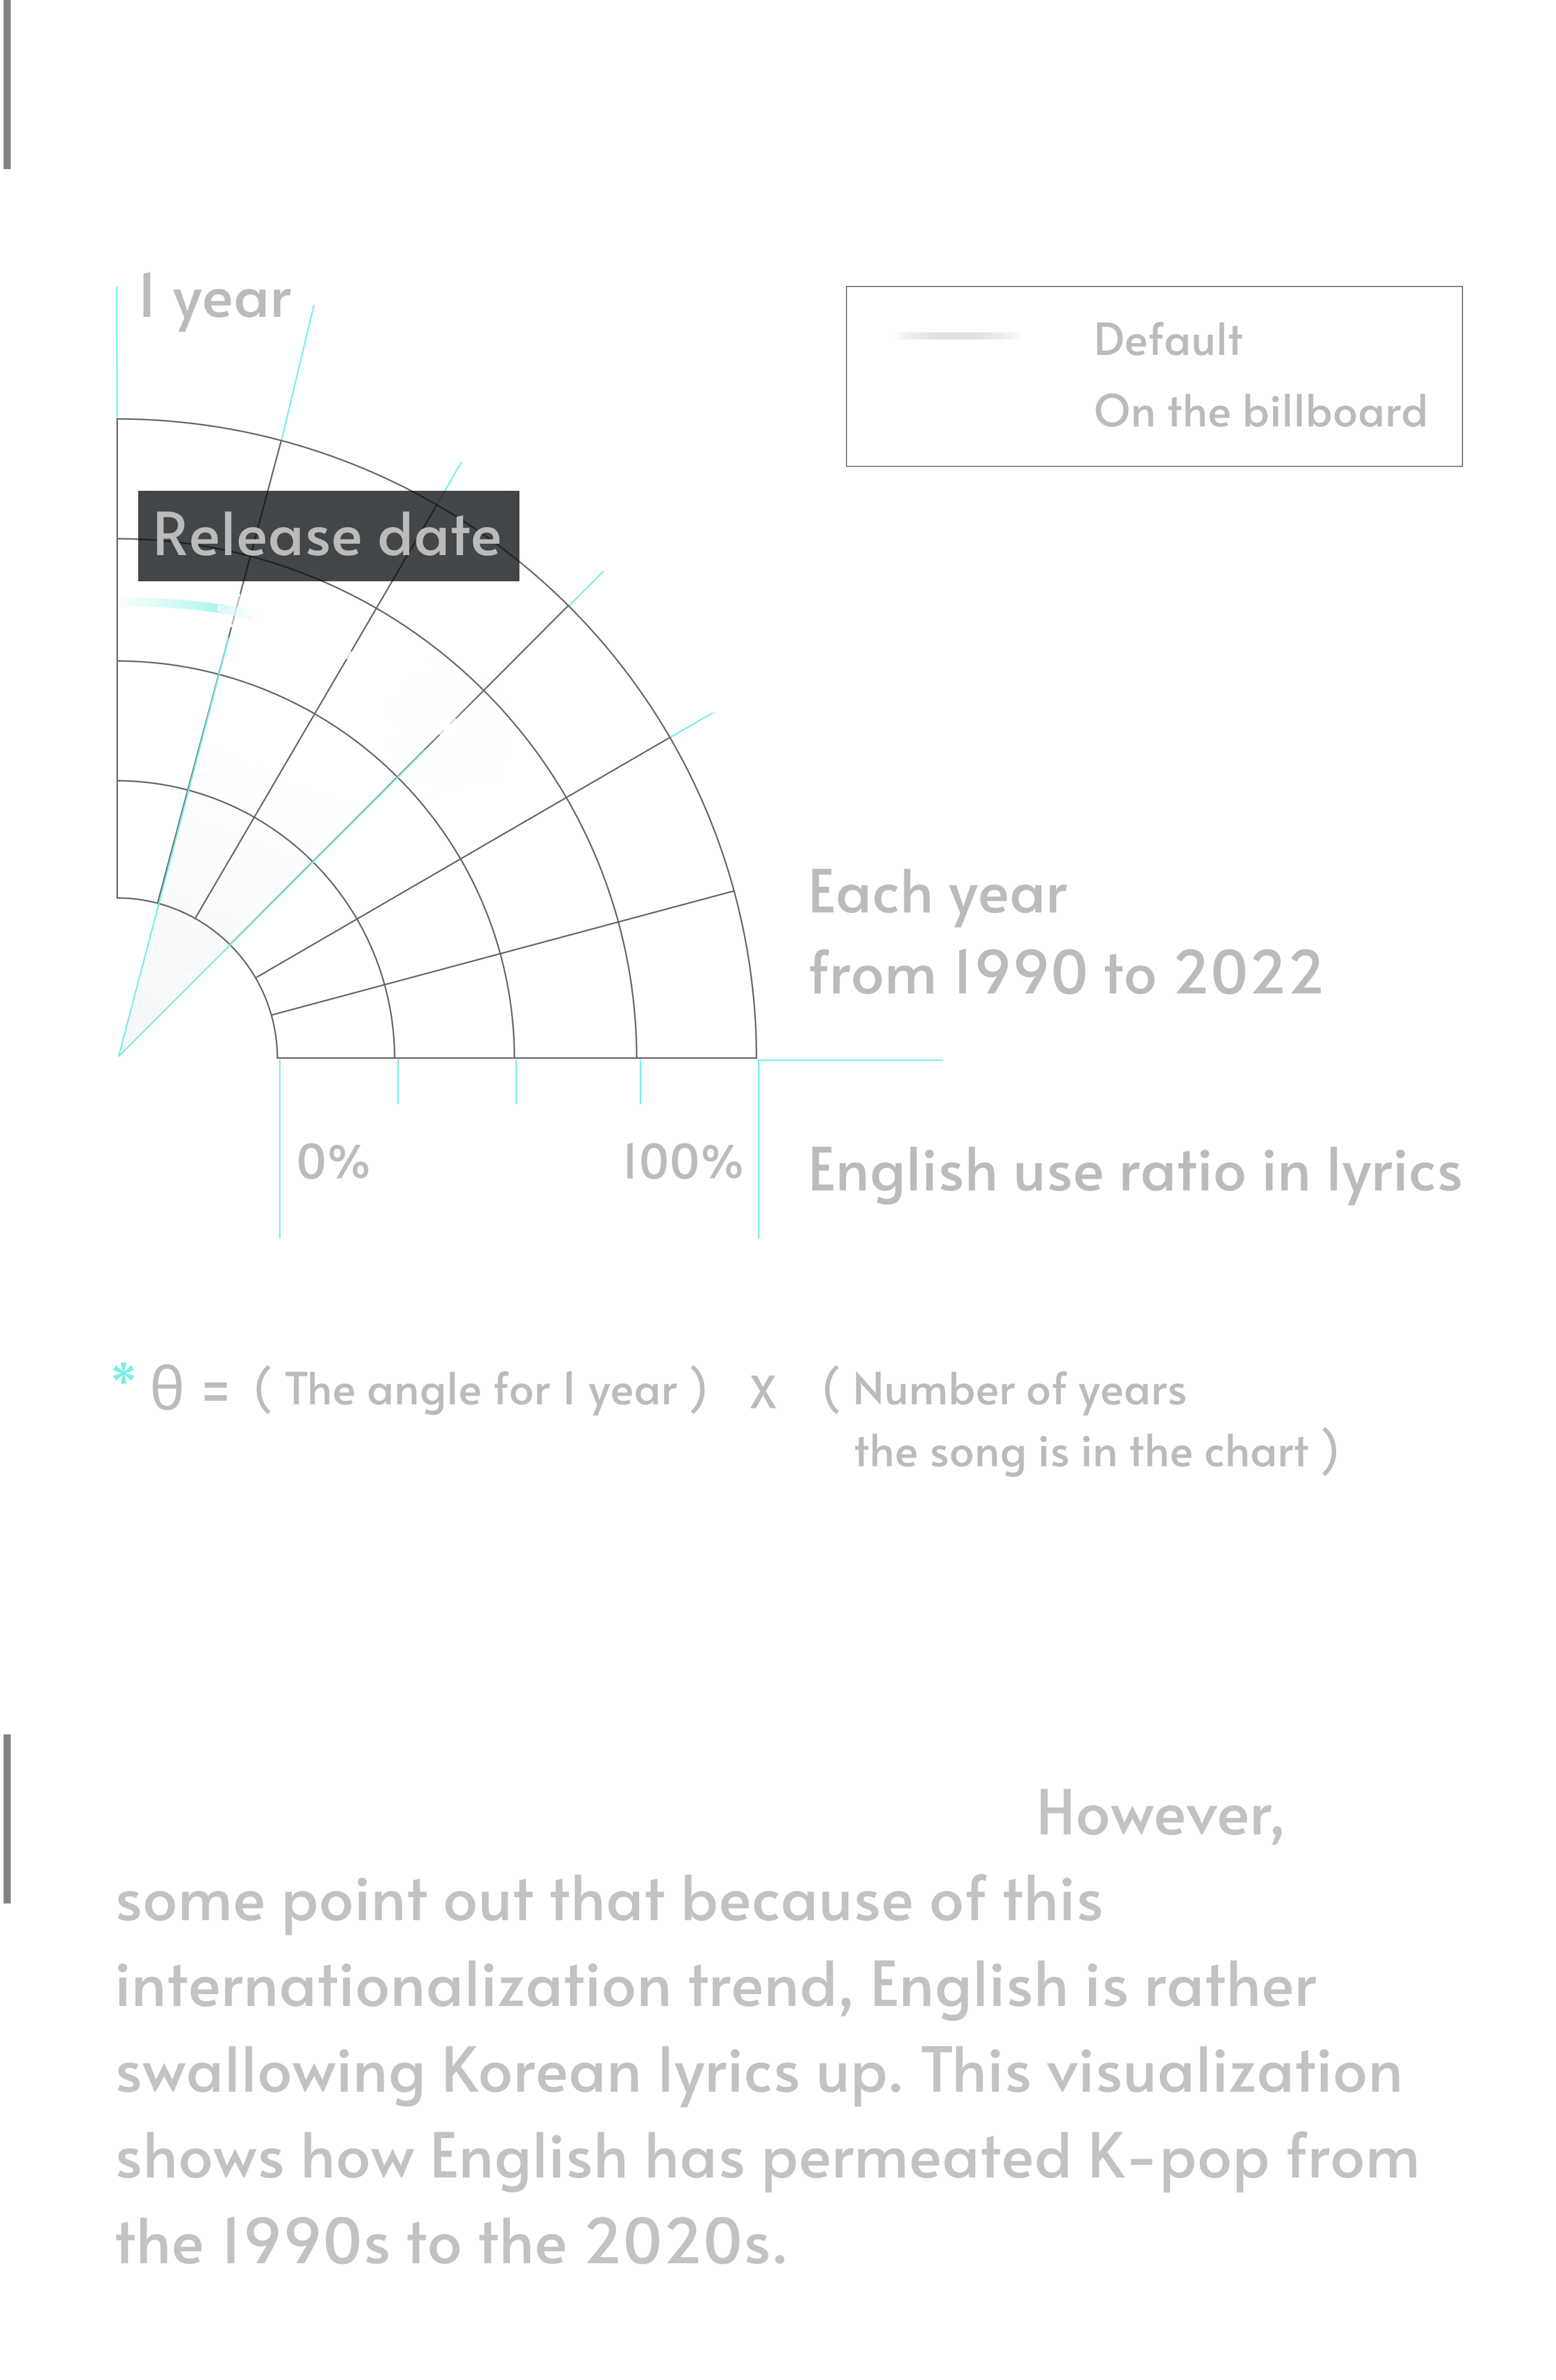 1 year
Default
On the billboard
Release date
Each year
from 1990 to 2022
0%
100%
English use ratio in lyrics
* θ = ( The angle for 1 year ) X ( Number of years
the song is in the chart )
However,
some point out that because of this
internationalization trend, English is rather
swallowing Korean lyrics up. This visualization
shows how English has permeated K-pop from
the 1990s to the 2020s.